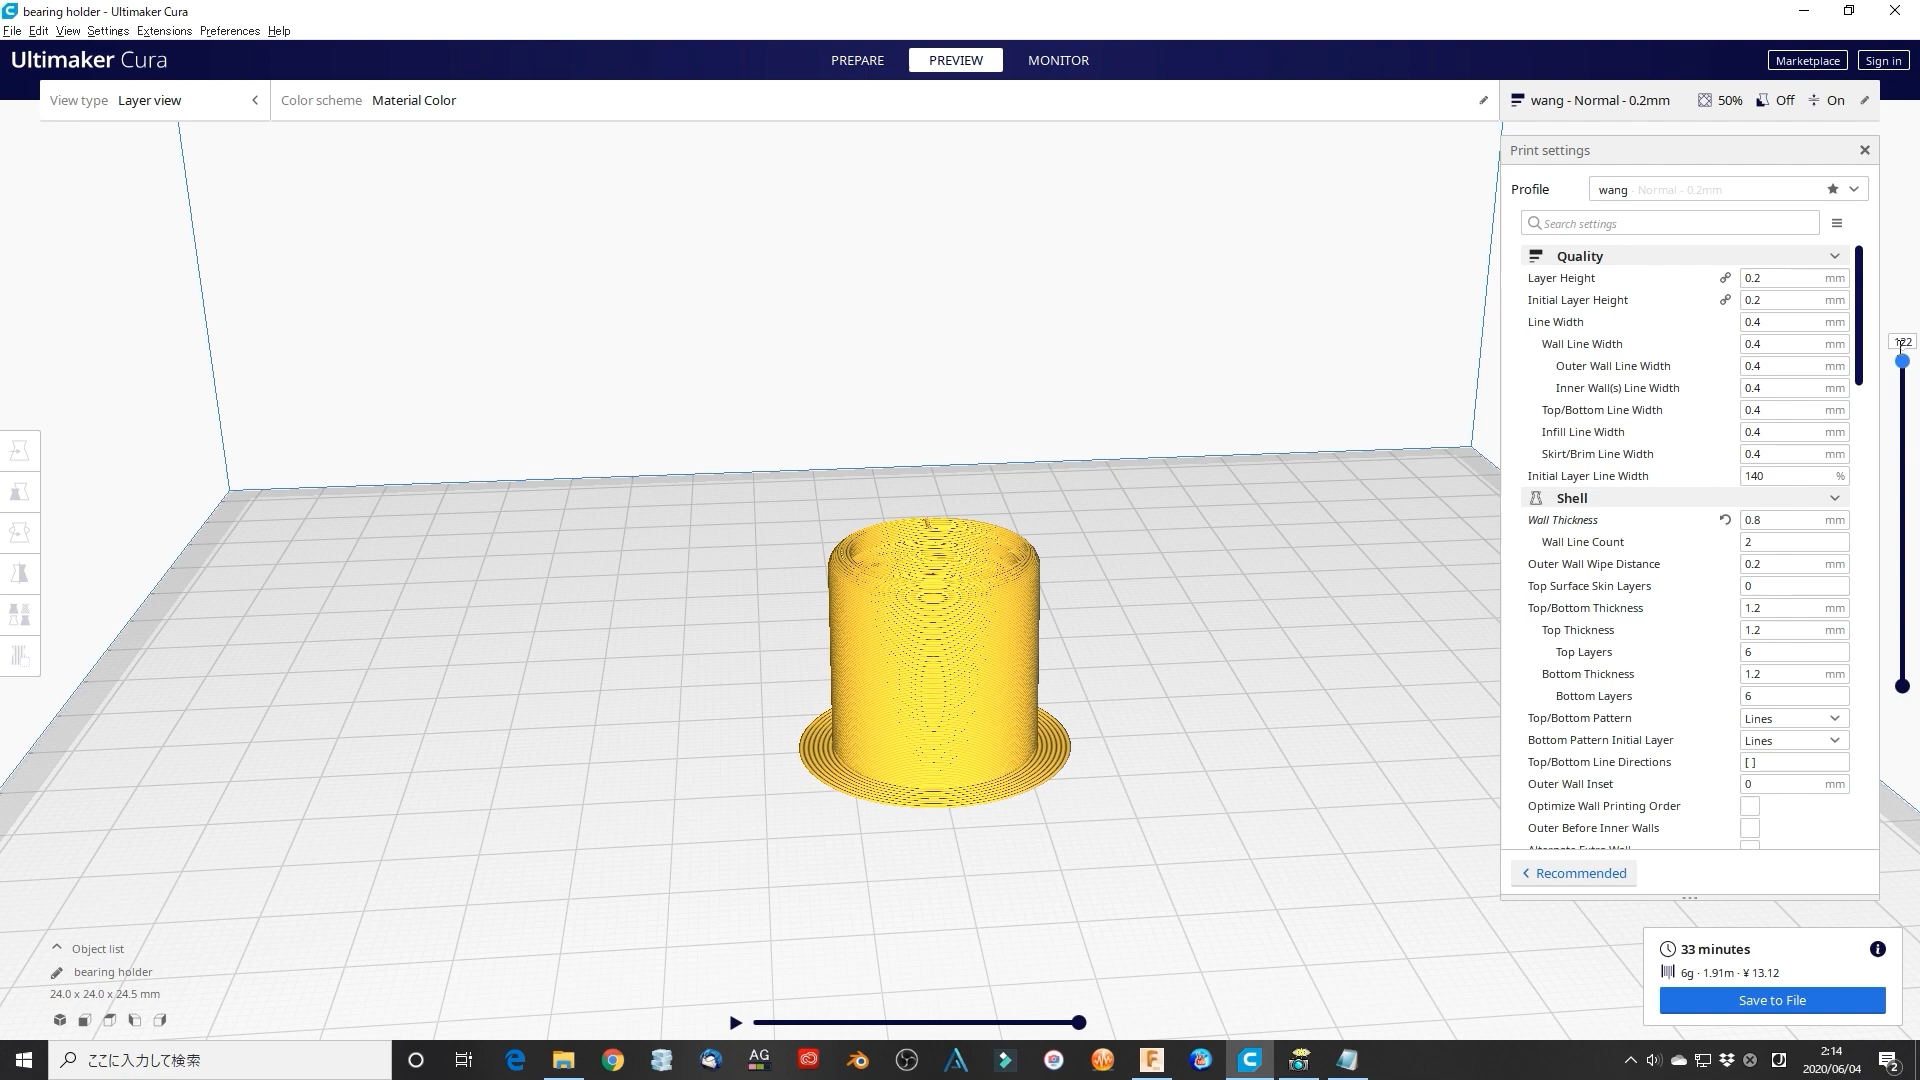 bearing holder - Ultimaker Cura
File Edit View Settings Extensions Preferences Help
Ultimaker Cura
PREPARE PREVIEW MONITOR
Marketplace Sign in
View type Layer view
Color scheme Material Color
wang - Normal - 0.2mm 50% Off On
Print settings
Profile wang - Normal - 0.2mm
Search settings
Quality
Layer Height 0.2 mm
Initial Layer Height 0.2 mm
Line Width 0.4 mm
Wall Line Width 0.4 mm
Outer Wall Line Width 0.4 mm
Inner Wall(s) Line Width 0.4 mm
Top/Bottom Line Width 0.4 mm
Infill Line Width 0.4 mm
Skirt/Brim Line Width 0.4 mm
Initial Layer Line Width 140 %
Shell
Wall Thickness 0.8 mm
Wall Line Count 2
Outer Wall Wipe Distance 0.2 mm
Top Surface Skin Layers 0
Top/Bottom Thickness 1.2 mm
Top Thickness 1.2 mm
Top Layers 6
Bottom Thickness 1.2 mm
Bottom Layers 6
Top/Bottom Pattern Lines
Bottom Pattern Initial Layer Lines
Top/Bottom Line Directions [ ]
Outer Wall Inset 0 mm
Optimize Wall Printing Order
Outer Before Inner Walls
Alternate Extra Wall
Recommended
122
Object list
bearing holder
24.0 x 24.0 x 24.5 mm
33 minutes
6g · 1.91m · ¥ 13.12
Save to File
ここに入力して検索
AG
2:14
2020/06/04
2